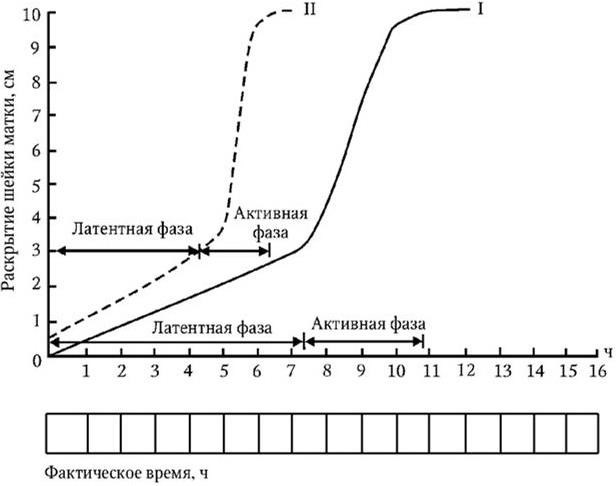 Раскрытие шейки матки, см
10
9
8
7
6
5
4
3
2
1
0
II
I
Латентная фаза
Активная
фаза
Латентная фаза
Активная фаза
1 2 3 4 5 6 7 8 9 10 11 12 13 14 15 16
ч
Фактическое время, ч